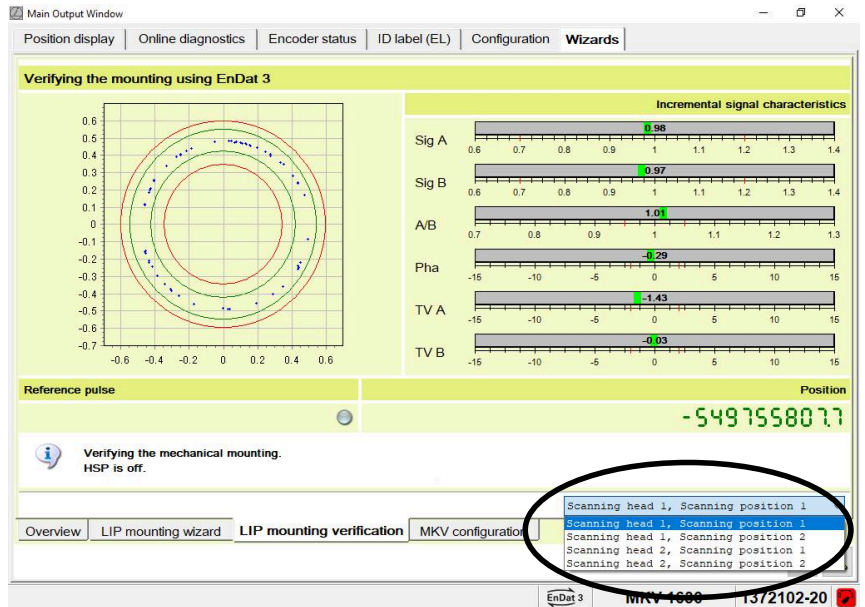 Main Output Window
Position display Online diagnostics Encoder status ID label (EL) Configuration Wizards
Verifying the mounting using EnDat 3
Incremental signal characteristics
0.6
0.5
0.4
0.3
0.2
0.1
0
-0.1
-0.2
-0.3
-0.4
-0.5
-0.6
-0.7
-0.6 -0.4 -0.2 0 0.2 0.4 0.6
Sig A 0.98
0.6 0.7 0.8 0.9 1 1.1 1.2 1.3 1.4
Sig B 0.97
0.6 0.7 0.8 0.9 1 1.1 1.2 1.3 1.4
A/B 1.01
0.7 0.8 0.9 1 1.1 1.2 1.3
Pha -0.29
-15 -10 -5 0 5 10 15
TV A -1.43
-15 -10 -5 0 5 10 15
TV B -0.03
-15 -10 -5 0 5 10 15
Reference pulse Position
-549755807.7
Verifying the mechanical mounting.
HSP is off.
Scanning head 1, Scanning position 1
Scanning head 1, Scanning position 1
Scanning head 1, Scanning position 2
Scanning head 2, Scanning position 1
Scanning head 2, Scanning position 2
Overview LIP mounting wizard LIP mounting verification MKV configuration
EnDat 3 1372102-20